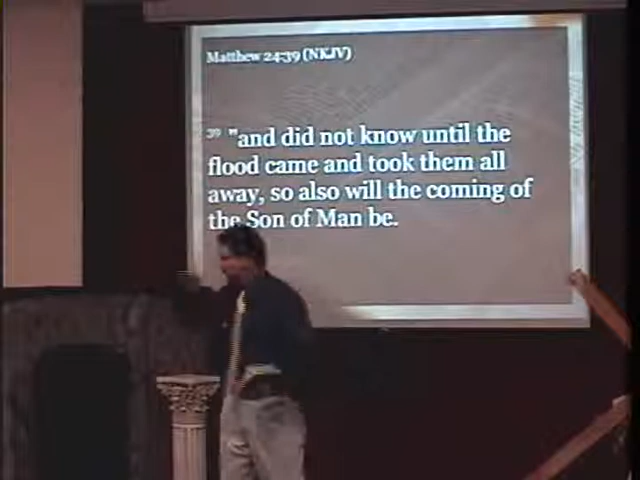 Matthew 24:39 (NKJV)
39 "and did not know until the
flood came and took them all
away, so also will the coming of
the Son of Man be.